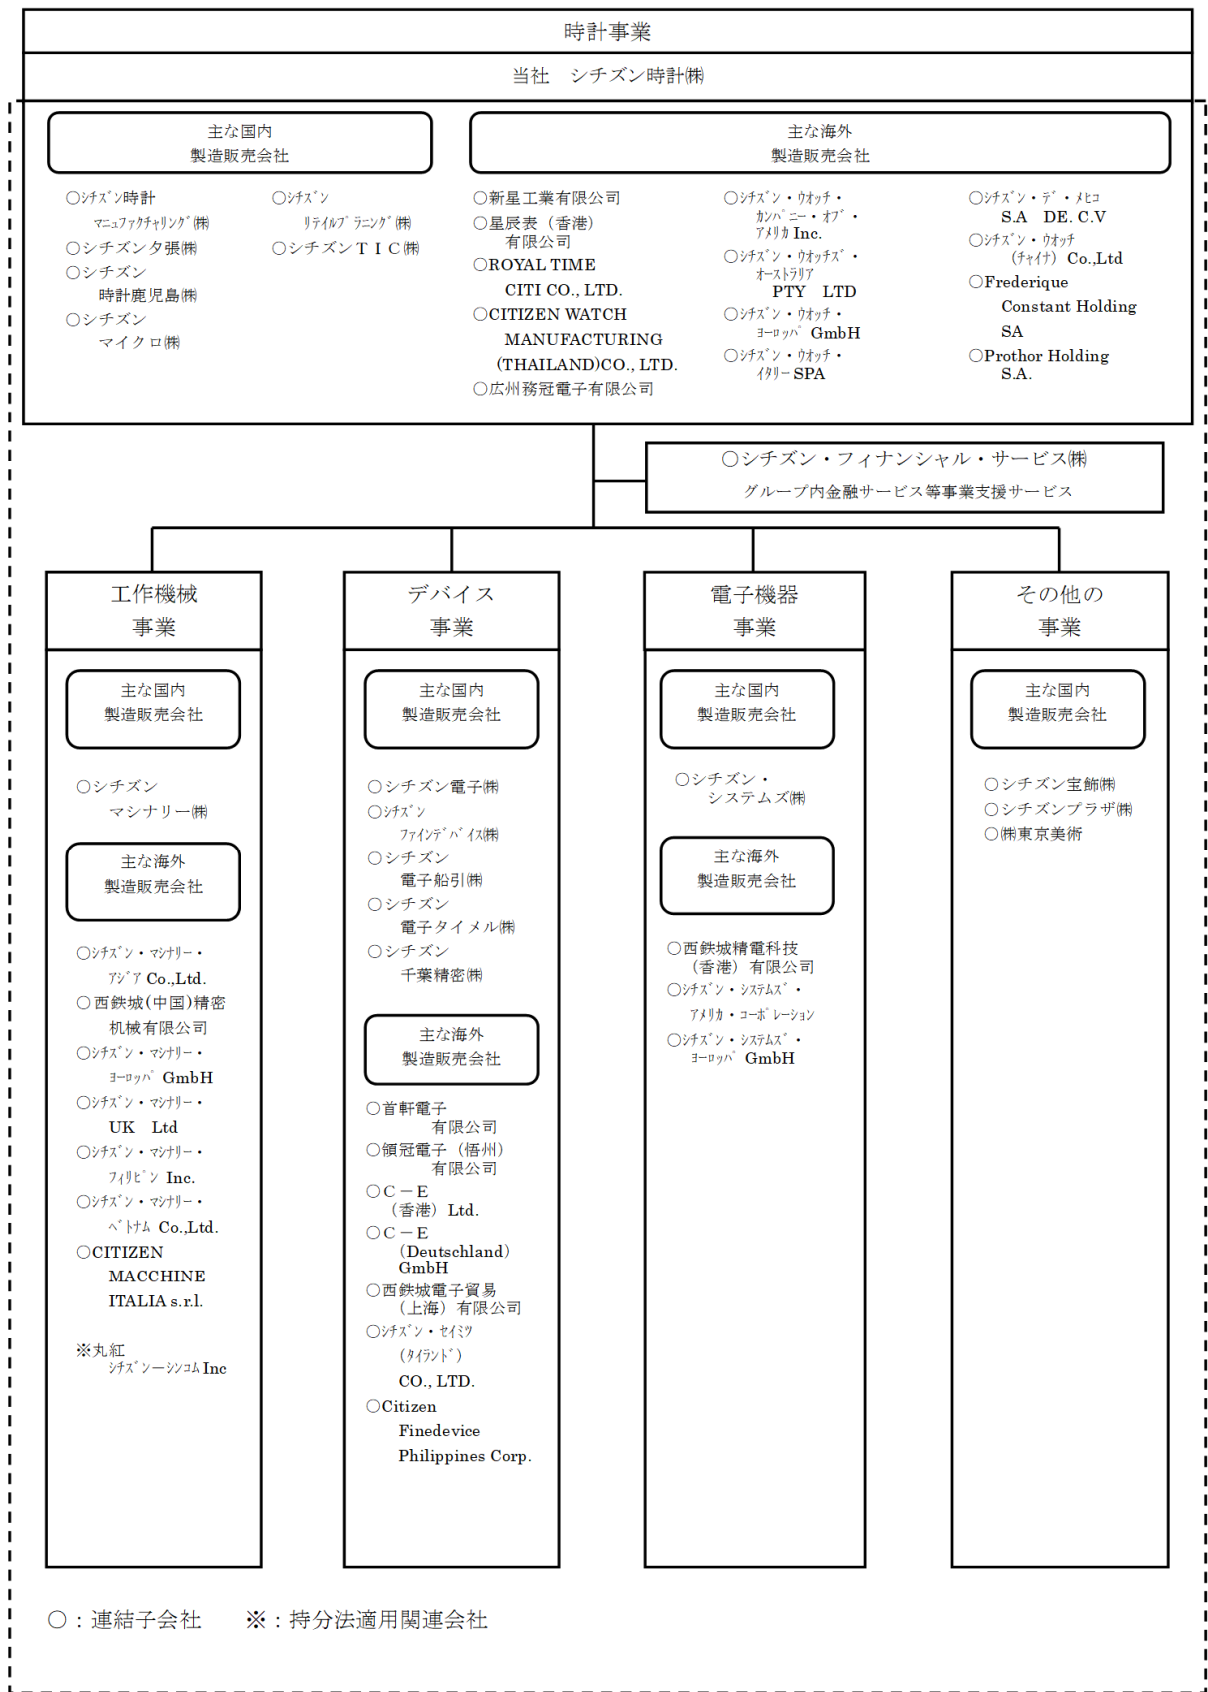 時計事業
当社　シチズン時計㈱
主な国内
製造販売会社
○ｼﾁｽﾞﾝ時計
ﾏﾆｭﾌｧｸﾁｬﾘﾝｸﾞ㈱
○シチズン夕張㈱
○シチズン
時計鹿児島㈱
○シチズン
マイクロ㈱
○ｼﾁｽﾞﾝ
ﾘﾃｲﾙﾌﾟﾗﾆﾝｸﾞ㈱
○シチズンＴＩＣ㈱
主な海外
製造販売会社
○新星工業有限公司
○星辰表（香港）
有限公司
○ROYAL TIME
CITI CO., LTD.
○CITIZEN WATCH
MANUFACTURING
(THAILAND)CO., LTD.
○広州務冠電子有限公司
○ｼﾁｽﾞﾝ・ｳｵｯﾁ・
ｶﾝﾊﾟﾆｰ・ｵﾌﾞ・
ｱﾒﾘｶ Inc.
○ｼﾁｽﾞﾝ・ｳｵｯﾁｽﾞ・
ｵｰｽﾄﾗﾘｱ
PTY　LTD
○ｼﾁｽﾞﾝ・ｳｵｯﾁ・
ﾖｰﾛｯﾊﾟ GmbH
○ｼﾁｽﾞﾝ・ｳｵｯﾁ・
ｲﾀﾘｰ SPA
○ｼﾁｽﾞﾝ・ﾃﾞ・ﾒﾋｺ
S.A　DE. C.V
○ｼﾁｽﾞﾝ・ｳｵｯﾁ
（ﾁｬｲﾅ）Co.,Ltd
○Frederique
Constant Holding
SA
○Prothor Holding
S.A.
○シチズン・フィナンシャル・サービス㈱
グループ内金融サービス等事業支援サービス
工作機械
事業
主な国内
製造販売会社
○シチズン
マシナリー㈱
主な海外
製造販売会社
○ｼﾁｽﾞﾝ・ﾏｼﾅﾘｰ・
ｱｼﾞｱ Co.,Ltd.
○西鉄城(中国)精密
机械有限公司
○ｼﾁｽﾞﾝ・ﾏｼﾅﾘｰ・
ﾖｰﾛｯﾊﾟ GmbH
○ｼﾁｽﾞﾝ・ﾏｼﾅﾘｰ・
UK　Ltd
○ｼﾁｽﾞﾝ・ﾏｼﾅﾘｰ・
ﾌｨﾘﾋﾟﾝ Inc.
○ｼﾁｽﾞﾝ・ﾏｼﾅﾘｰ・
ﾍﾞﾄﾅﾑ Co.,Ltd.
○CITIZEN
MACCHINE
ITALIA s.r.l.
※丸紅
ｼﾁｽﾞﾝ―ｼﾝｺﾑ Inc
デバイス
事業
主な国内
製造販売会社
○シチズン電子㈱
○ｼﾁｽﾞﾝ
ﾌｧｲﾝﾃﾞﾊﾞｲｽ㈱
○シチズン
電子船引㈱
○シチズン
電子タイメル㈱
○シチズン
千葉精密㈱
主な海外
製造販売会社
○首軒電子
有限公司
○領冠電子（悟州）
有限公司
○Ｃ－Ｅ
（香港）Ltd.
○Ｃ－Ｅ
（Deutschland）
GmbH
○西鉄城電子貿易
（上海）有限公司
○ｼﾁｽﾞﾝ・ｾｲﾐﾂ
（ﾀｲﾗﾝﾄﾞ）
CO., LTD.
○Citizen
Finedevice
Philippines Corp.
電子機器
事業
主な国内
製造販売会社
○シチズン・
システムズ㈱
主な海外
製造販売会社
○西鉄城精電科技
（香港）有限公司
○ｼﾁｽﾞﾝ・ｼｽﾃﾑｽﾞ・
ｱﾒﾘｶ・ｺｰﾎﾟﾚｰｼｮﾝ
○ｼﾁｽﾞﾝ・ｼｽﾃﾑｽﾞ・
ﾖｰﾛｯﾊﾟ GmbH
その他の
事業
主な国内
製造販売会社
○シチズン宝飾㈱
○シチズンプラザ㈱
○㈱東京美術
○：連結子会社　　※：持分法適用関連会社